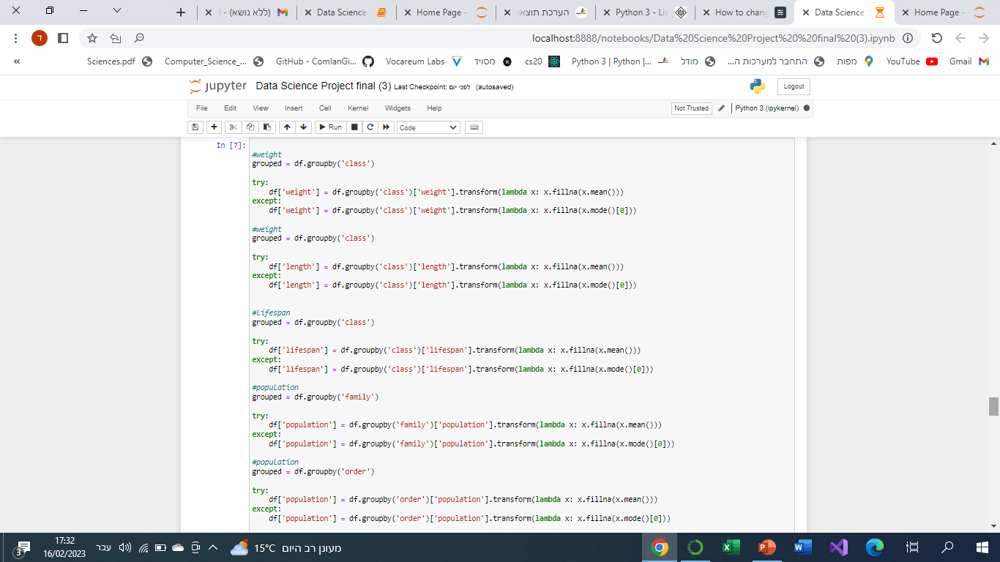 (ללא נושא) - ו
Data Science
Home Page -
הערכת תוצאו
Python 3 - Lis
How to chang
Data Science
Home Page -
ד
localhost:8888/notebooks/Data%20Science%20Project%20%20final%20(3).ipynb
«
Sciences.pdf
Computer_Science_...
GitHub - ComlanGi...
Vocareum Labs
מסויד
cs20
Python 3 | Python |...
מודל
התחבר למערכות ה...
מפות
YouTube
Gmail
jupyter Data Science Project final (3) Last Checkpoint: לפני יום (autosaved)
Logout
File Edit View Insert Cell Kernel Widgets Help
Not Trusted
Python 3 (ipykernel)
Run
Code
In [7]:
#weight
grouped = df.groupby('class')
try:
    df['weight'] = df.groupby('class')['weight'].transform(lambda x: x.fillna(x.mean()))
except:
    df['weight'] = df.groupby('class')['weight'].transform(lambda x: x.fillna(x.mode()[0]))
#weight
grouped = df.groupby('class')
try:
    df['length'] = df.groupby('class')['length'].transform(lambda x: x.fillna(x.mean()))
except:
    df['length'] = df.groupby('class')['length'].transform(lambda x: x.fillna(x.mode()[0]))
#lifespan
grouped = df.groupby('class')
try:
    df['lifespan'] = df.groupby('class')['lifespan'].transform(lambda x: x.fillna(x.mean()))
except:
    df['lifespan'] = df.groupby('class')['lifespan'].transform(lambda x: x.fillna(x.mode()[0]))
#population
grouped = df.groupby('family')
try:
    df['population'] = df.groupby('family')['population'].transform(lambda x: x.fillna(x.mean()))
except:
    df['population'] = df.groupby('family')['population'].transform(lambda x: x.fillna(x.mode()[0]))
#population
grouped = df.groupby('order')
try:
    df['population'] = df.groupby('order')['population'].transform(lambda x: x.fillna(x.mean()))
except:
    df['population'] = df.groupby('order')['population'].transform(lambda x: x.fillna(x.mode()[0]))
3
17:32
16/02/2023
עבר
15°C מעונן רב היום